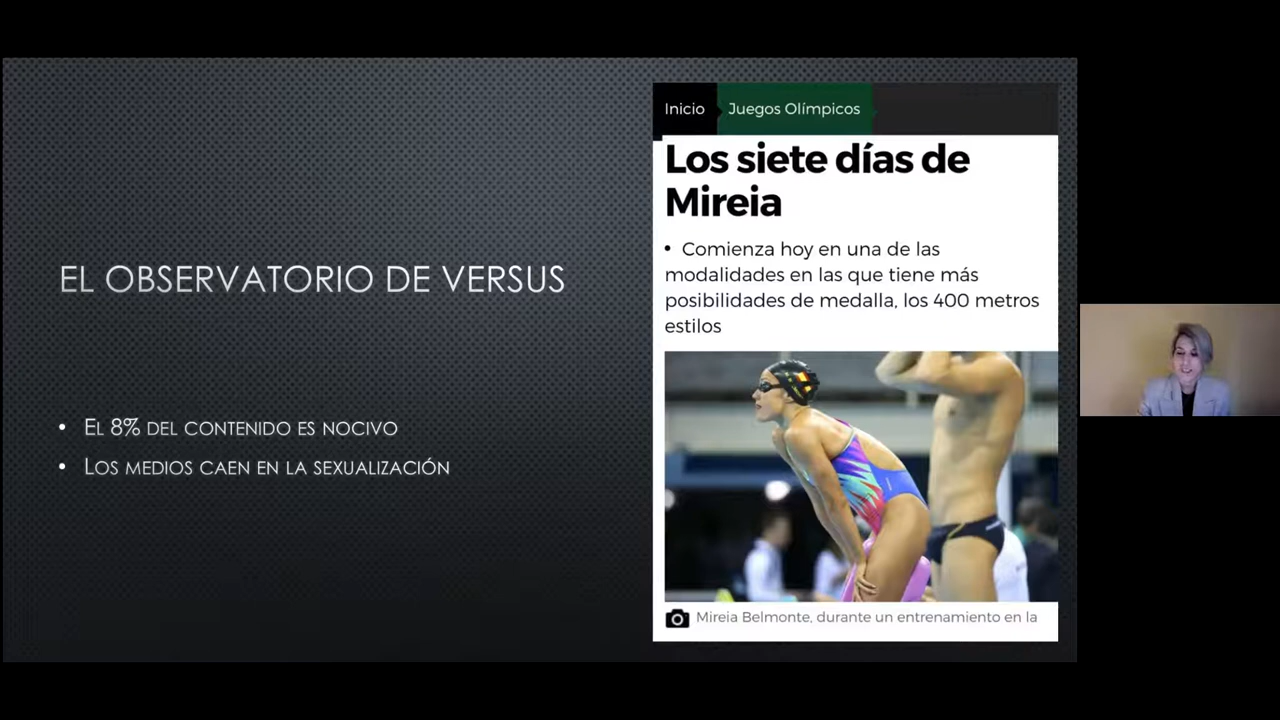 EL OBSERVATORIO DE VERSUS
• EL 8% DEL CONTENIDO ES NOCIVO
• LOS MEDIOS CAEN EN LA SEXUALIZACIÓN
Inicio
Juegos Olímpicos
Los siete días de
Mireia
• Comienza hoy en una de las
modalidades en las que tiene más
posibilidades de medalla, los 400 metros
estilos
Mireia Belmonte, durante un entrenamiento en la